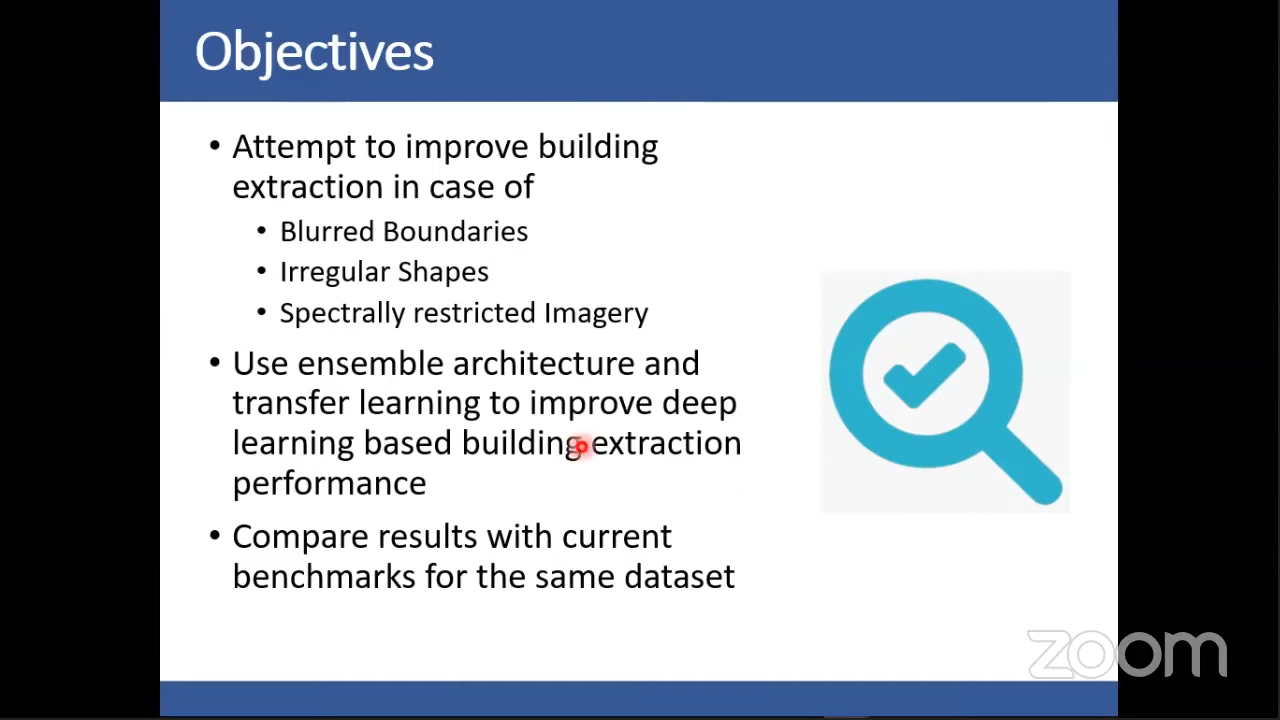 Objectives
• Attempt to improve building
extraction in case of
• Blurred Boundaries
• Irregular Shapes
• Spectrally restricted Imagery
• Use ensemble architecture and
transfer learning to improve deep
learning based building extraction
performance
• Compare results with current
benchmarks for the same dataset
zoom